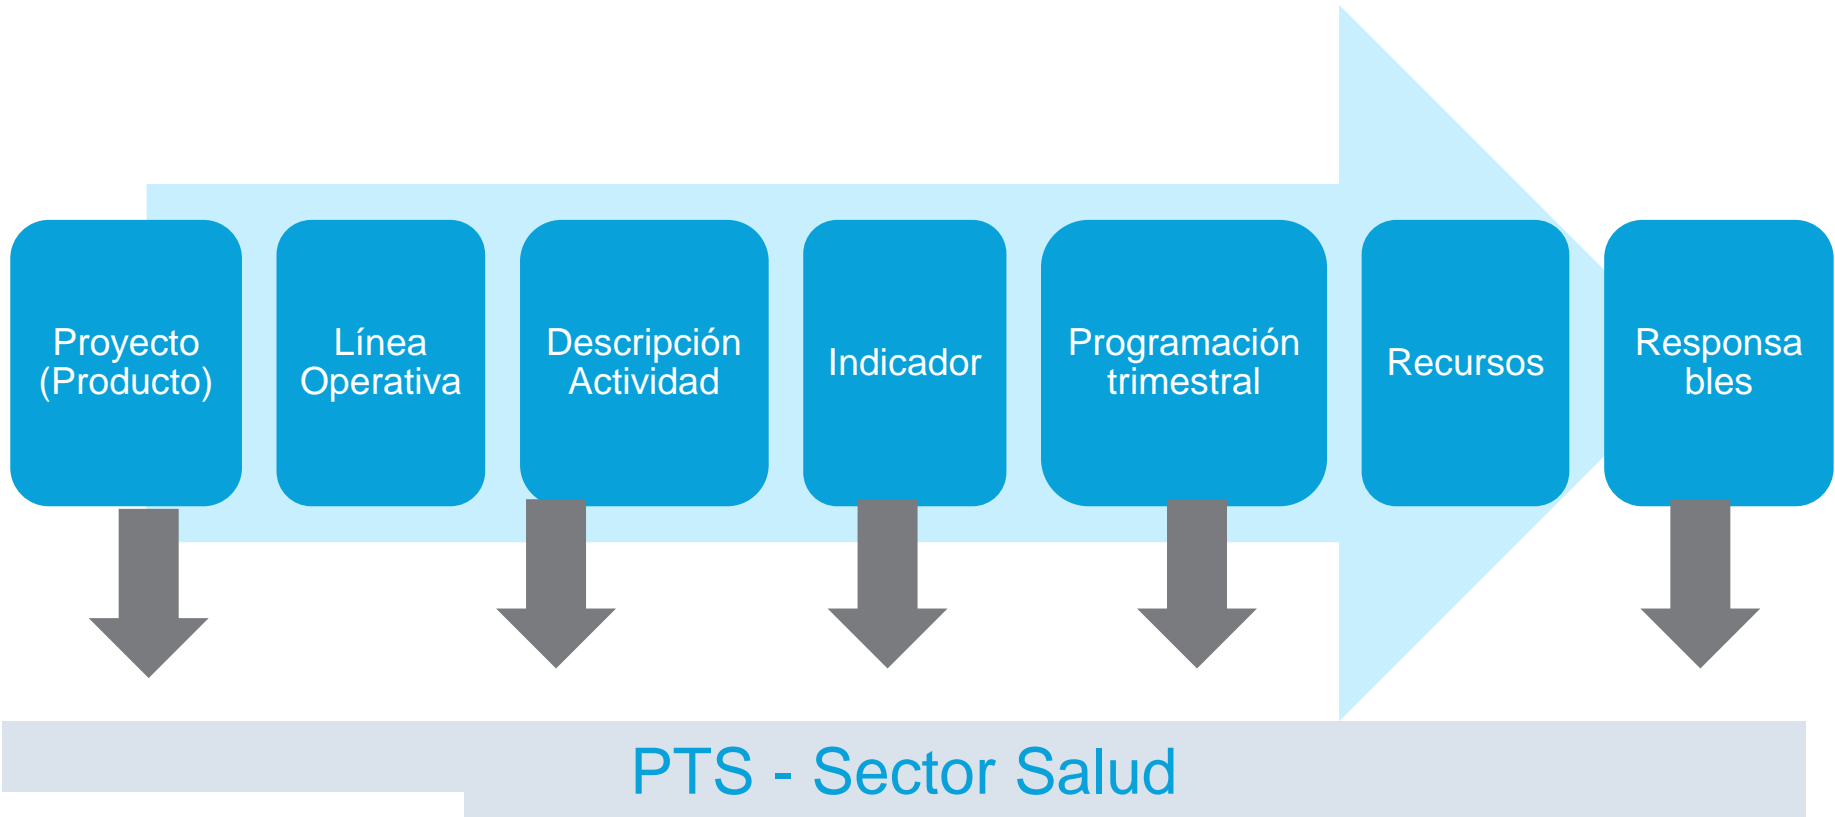 Proyecto
(Producto)
Línea
Operativa
Descripción
Actividad
Indicador
Programación
trimestral
Recursos
Responsa
bles
PTS - Sector Salud